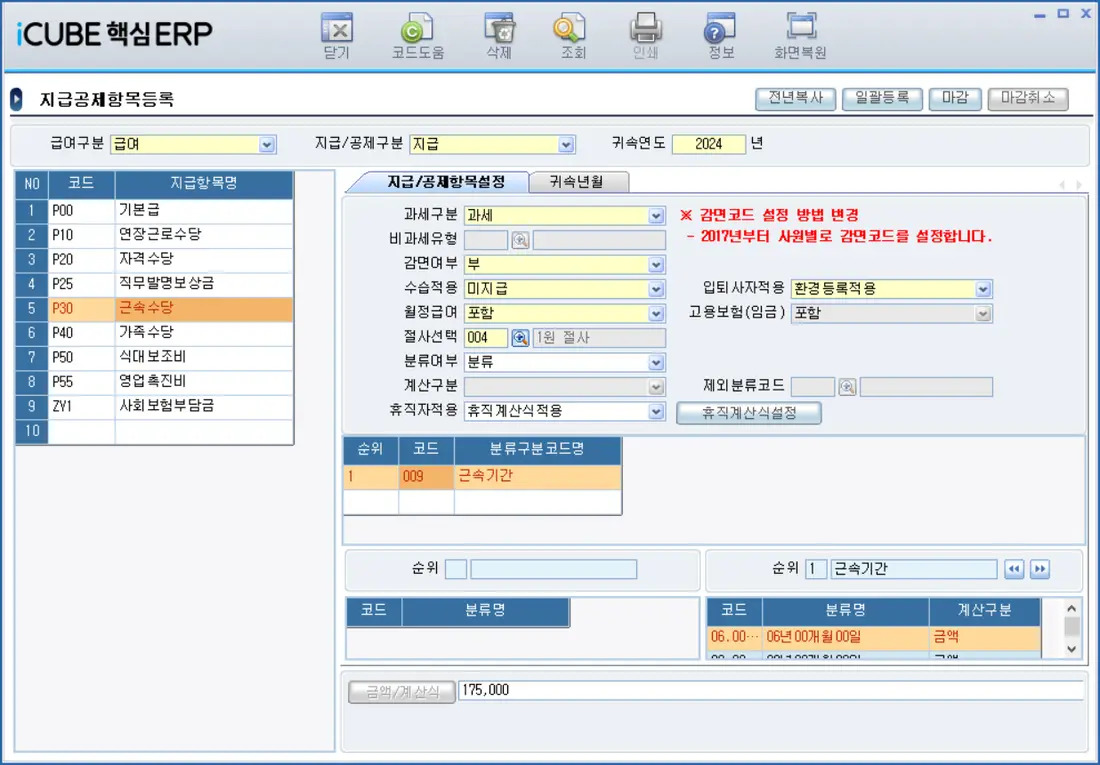 iCUBE 핵심ERP
닫기 코드도움 삭제 조회 인쇄 정보 화면복원
지급공제항목등록
전년복사 일괄등록 마감 마감취소
급여구분 급여 지급/공제구분 지급 귀속연도 2024 년
NO 코드 지급항목명
1 P00 기본급
2 P10 연장근로수당
3 P20 자격수당
4 P25 직무발명보상금
5 P30 근속수당
6 P40 가족수당
7 P50 식대보조비
8 P55 영업촉진비
9 ZY1 사회보험부담금
10
지급/공제항목설정 귀속년월
과세구분 과세
※ 감면코드 설정 방법 변경
- 2017년부터 사원별로 감면코드를 설정합니다.
비과세유형
감면여부 부
수습적용 미지급 입퇴사자적용 환경등록적용
월정급여 포함 고용보험(임금) 포함
절사선택 004 1원 절사
분류여부 분류
계산구분 제외분류코드
휴직자적용 휴직계산식적용 휴직계산식설정
순위 코드 분류구분코드명
1 009 근속기간
순위
순위 1 근속기간
코드 분류명
코드 분류명 계산구분
06.00… 06년00개월00일 금액
금액/계산식 175,000